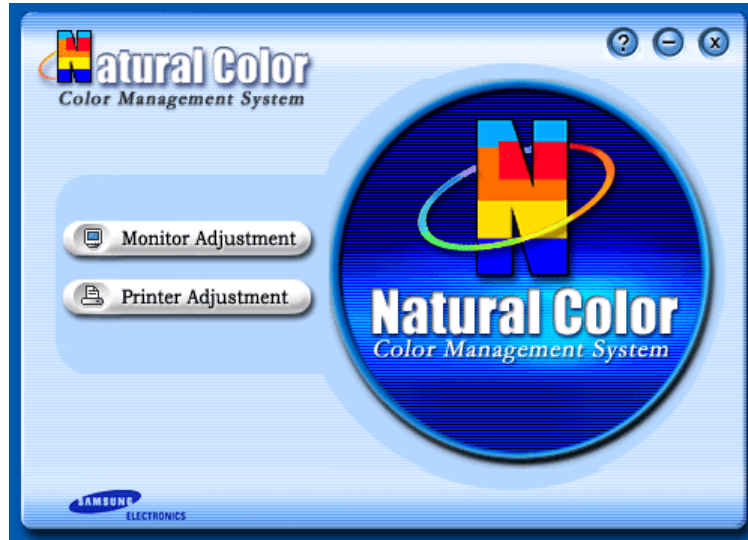 Natural Color
Color Management System
? − x
Monitor Adjustment
Printer Adjustment
N
Natural Color
Color Management System
SAMSUNG
ELECTRONICS